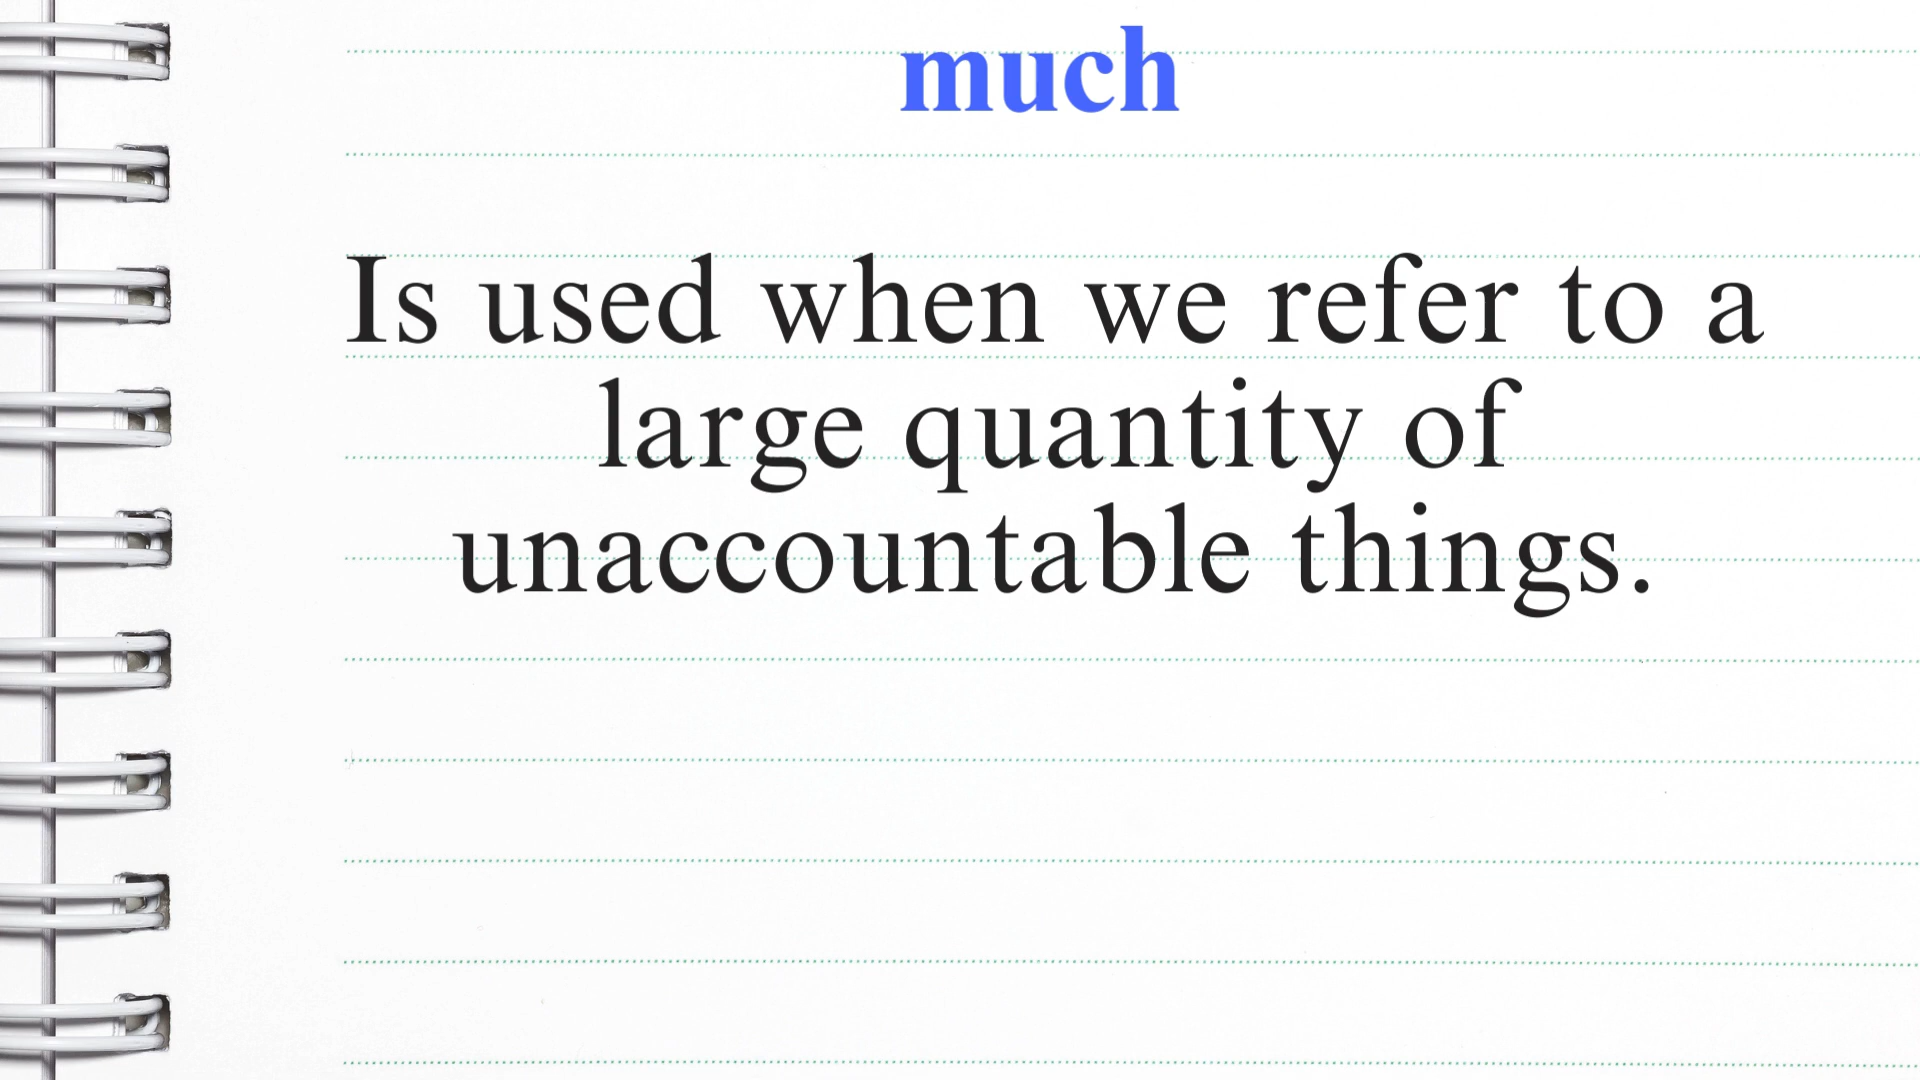 much
Is used when we refer to a
large quantity of
unaccountable things.